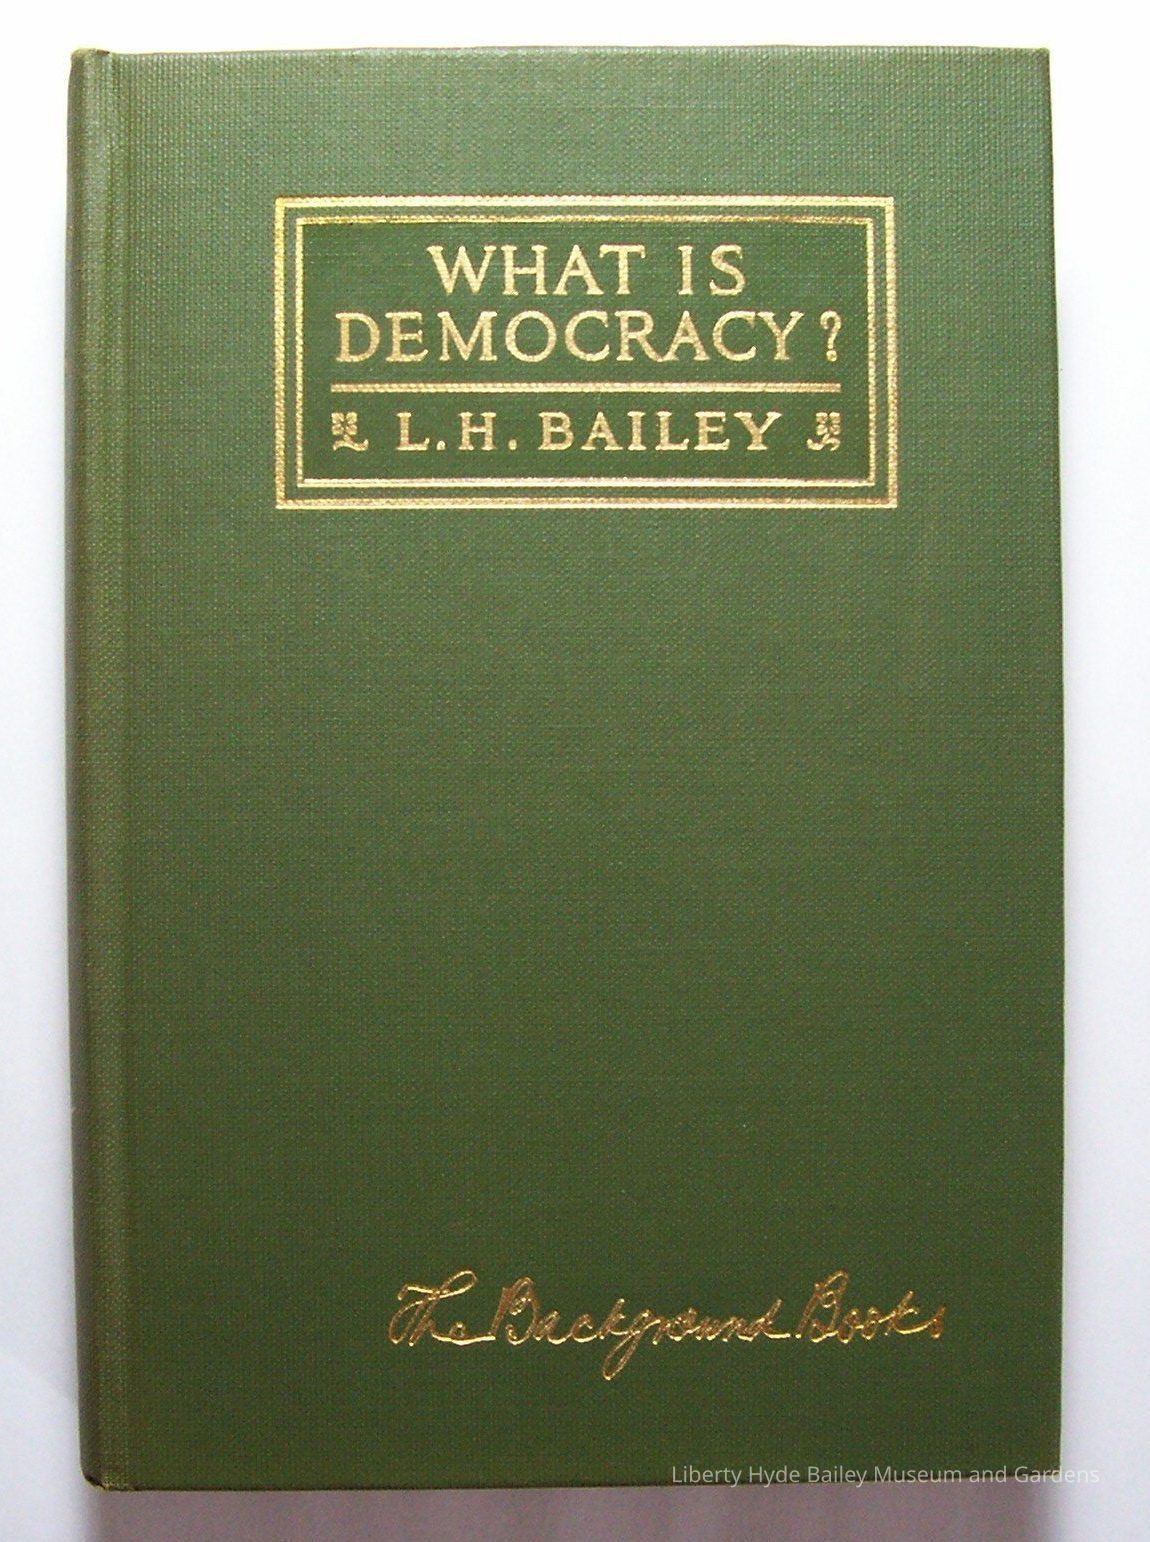 WHAT IS
DEMOCRACY?
L.H. BAILEY
The Background Books
Liberty Hyde Bailey Museum and Gardens